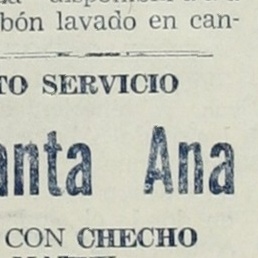 bón lavado en can-
TO SERVICIO
anta Ana
CON CHECHO